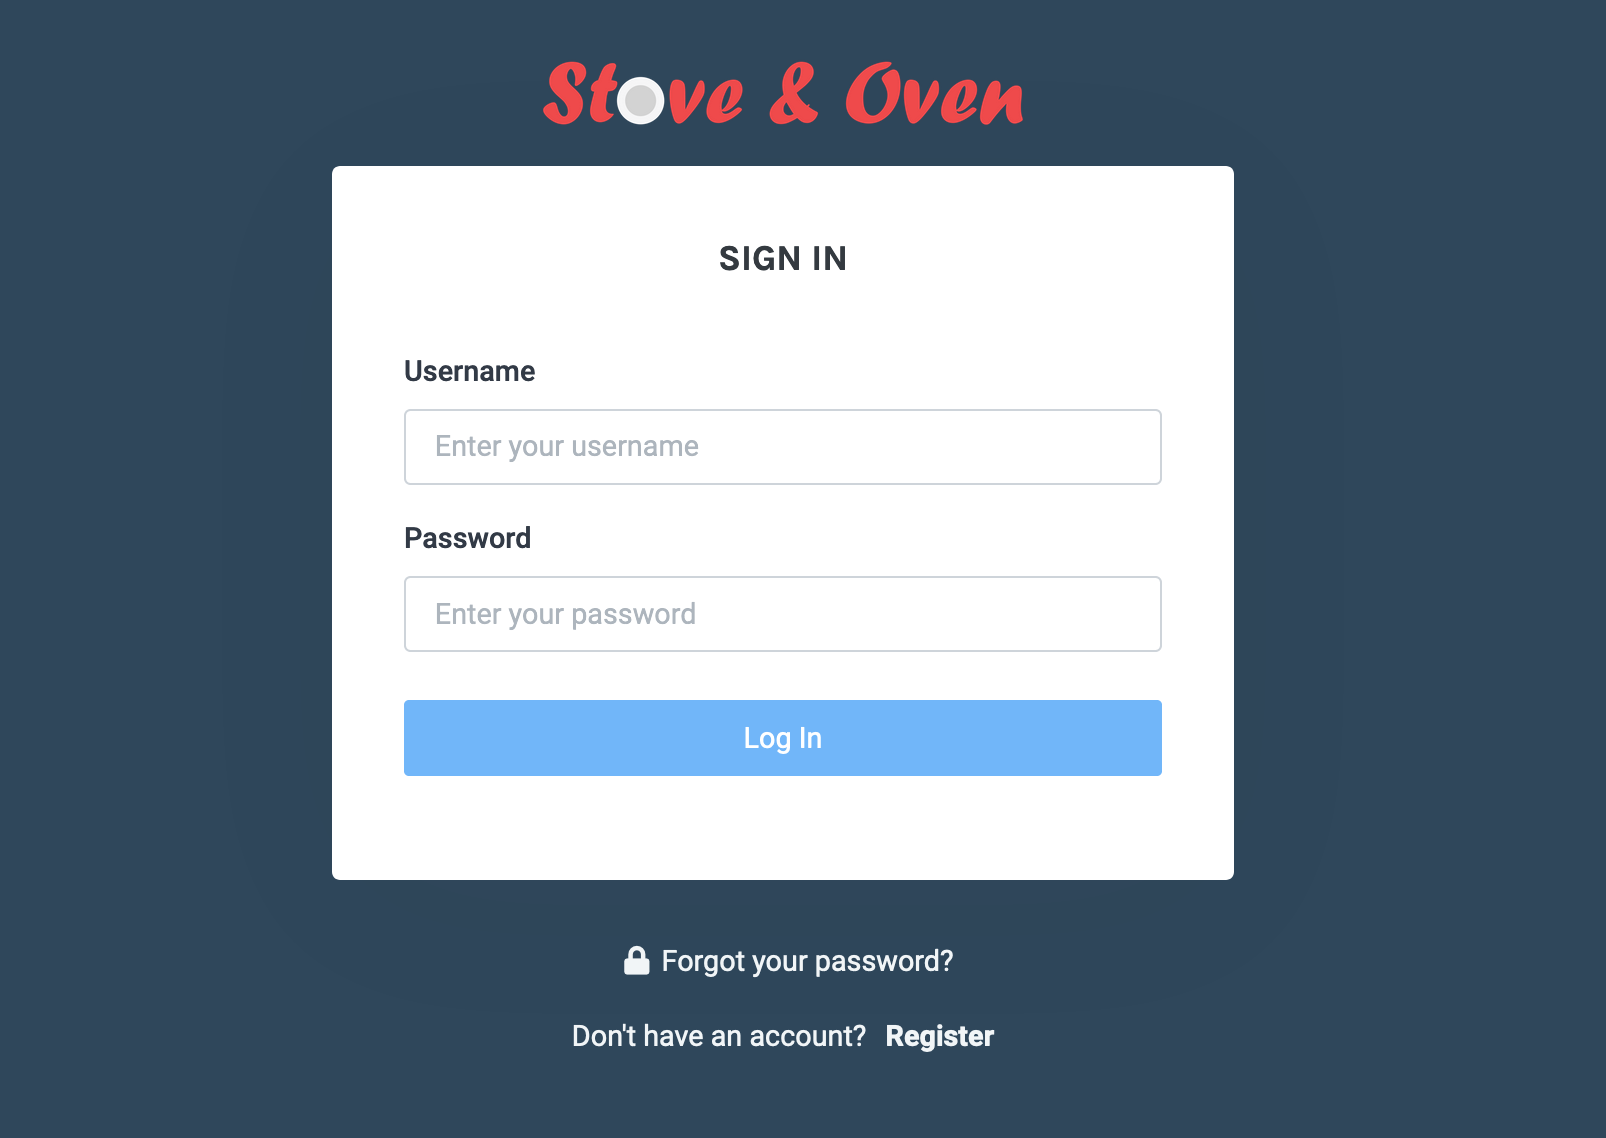 Stove & Oven
SIGN IN
Username
Enter your username
Password
Enter your password
Log In
Forgot your password?
Don't have an account? Register